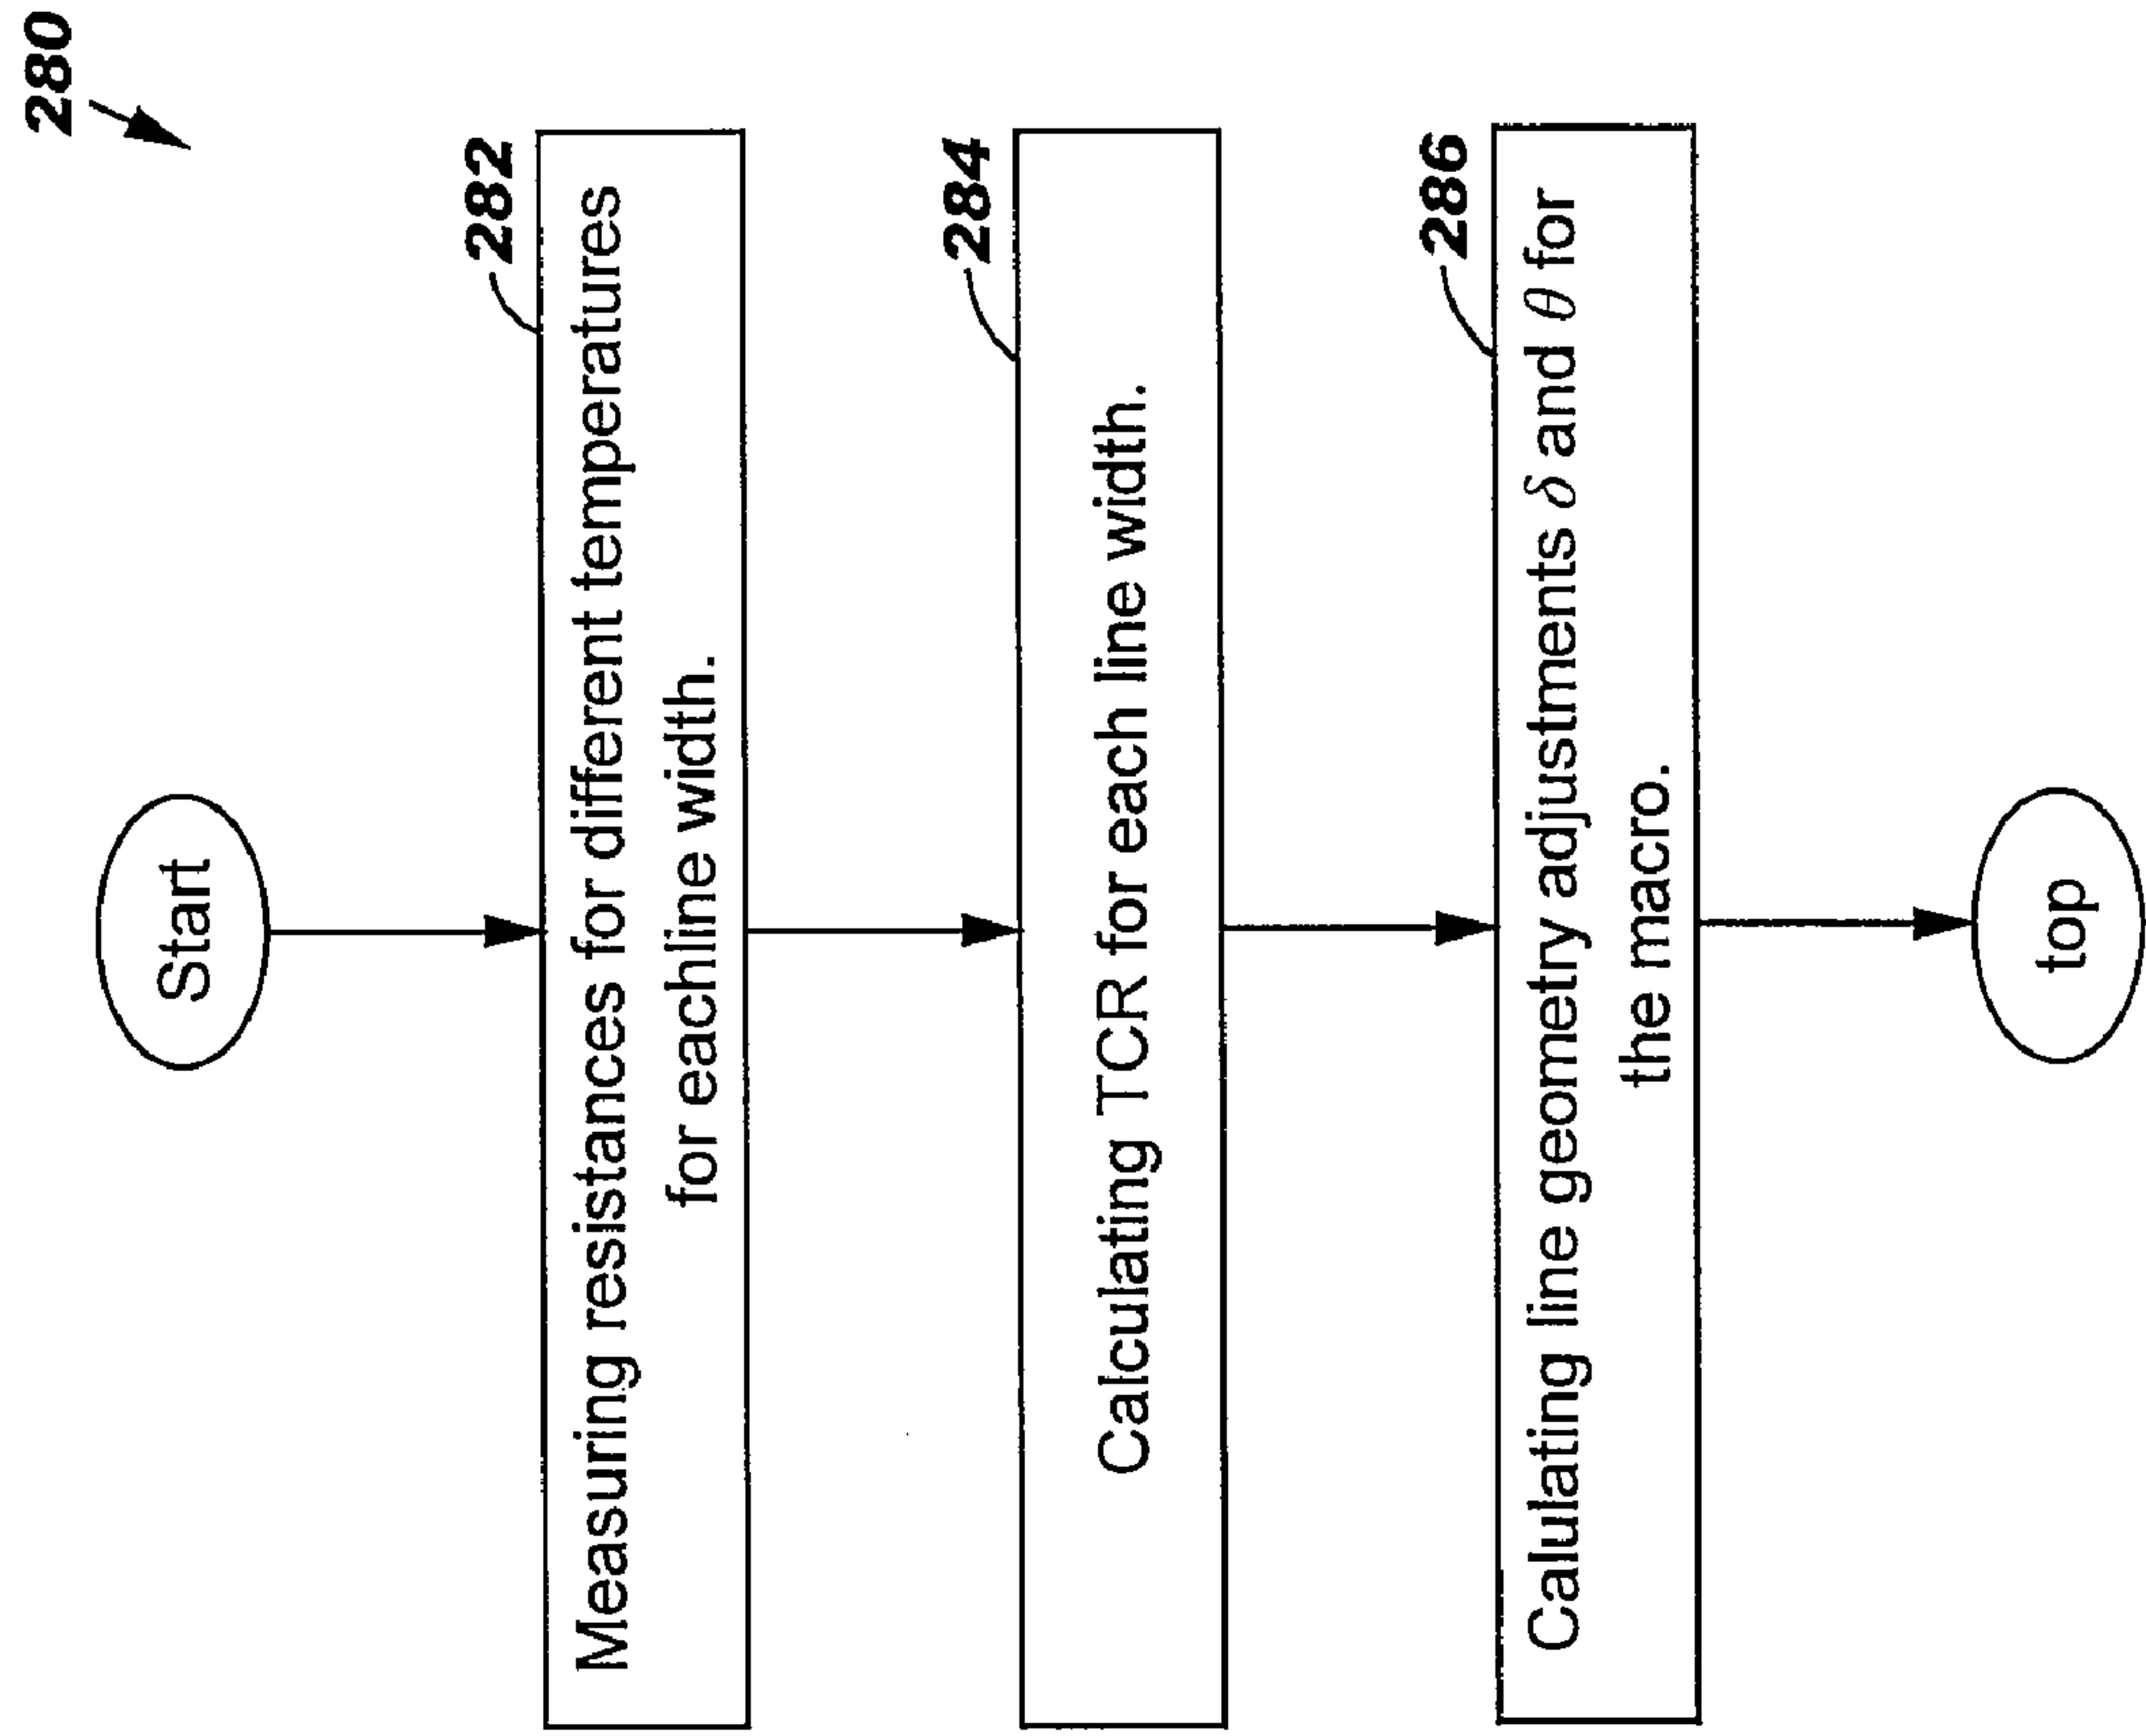 280
Start
282
Measuring resistances for different temperatures
for eachline width.
284
Calculating TCR for each line width.
286
Calulating line geometry adjustments δ and θ for
the macro.
top